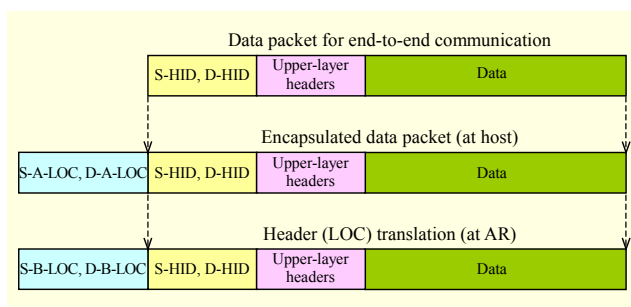 Data packet for end-to-end communication
S-HID, D-HID
Upper-layer
headers
Data
Encapsulated data packet (at host)
S-A-LOC, D-A-LOC
S-HID, D-HID
Upper-layer
headers
Data
Header (LOC) translation (at AR)
S-B-LOC, D-B-LOC
S-HID, D-HID
Upper-layer
headers
Data